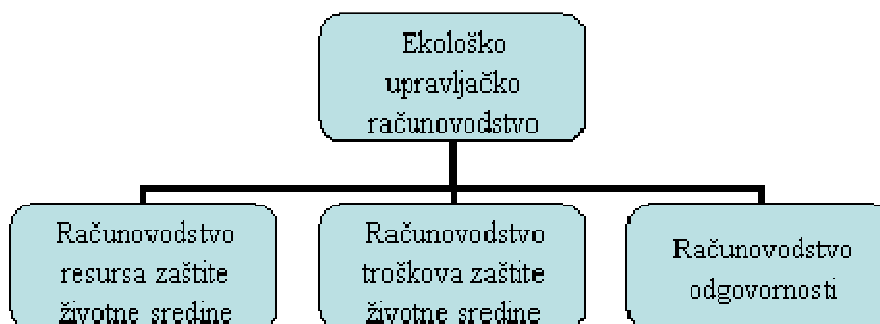 Ekološko
upravljačko
računovodstvo
Računovodstvo
resursa zaštite
životne sredine
Računovodstvo
troškova zaštite
životne sredine
Računovodstvo
odgovornosti